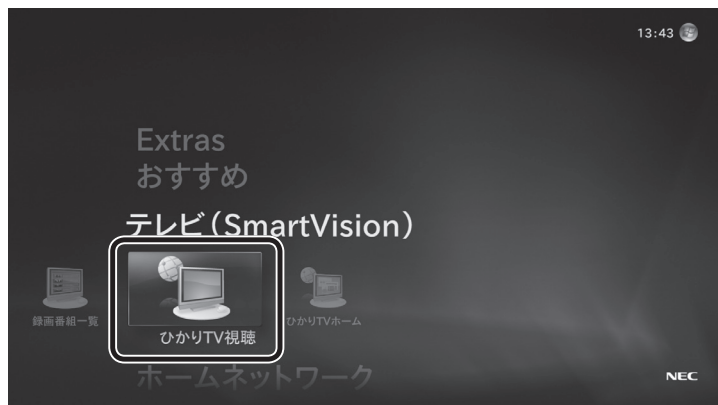 13:43
Extras
おすすめ
テレビ（SmartVision）
録画番組一覧
ひかりTV視聴
ひかりTVホーム
ホームネットワーク
NEC